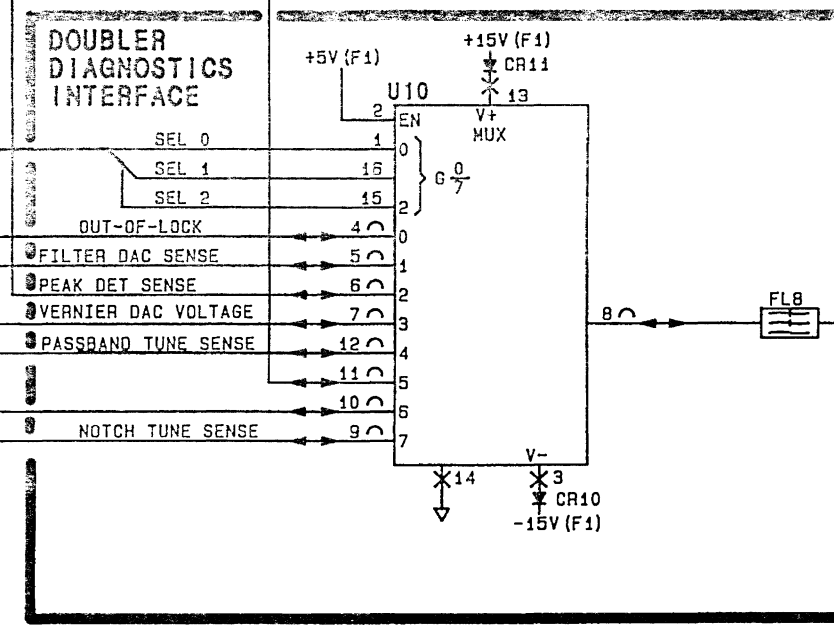 DOUBLER
DIAGNOSTICS
INTERFACE
+5V (F1)
+15V (F1)
CR11
U10
13
2
EN
V+
MUX
SEL 0
1
0
SEL 1
16
G 0/7
SEL 2
15
2
OUT-OF-LOCK
4
0
FILTER DAC SENSE
5
1
PEAK DET SENSE
6
2
VERNIER DAC VOLTAGE
7
3
8
FL8
PASSBAND TUNE SENSE
12
4
11
5
10
6
NOTCH TUNE SENSE
9
7
V-
14
3
CR10
-15V (F1)